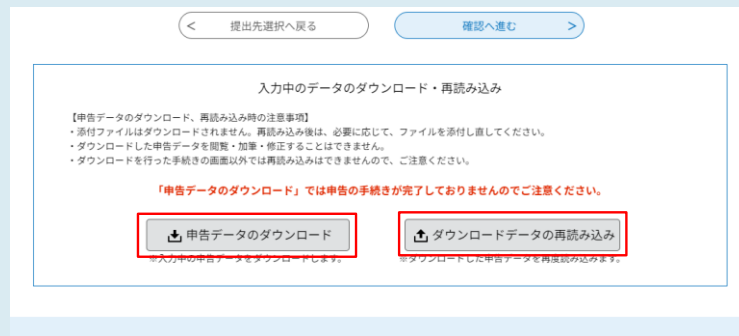 < 提出先選択へ戻る 確認へ進む >
入力中のデータのダウンロード・再読み込み
【申告データのダウンロード、再読み込み時の注意事項】
・添付ファイルはダウンロードされません。再読み込み後は、必要に応じて、ファイルを添付し直してください。
・ダウンロードした申告データを閲覧・加筆・修正することはできません。
・ダウンロードを行った手続きの画面以外では再読み込みはできませんので、ご注意ください。
「申告データのダウンロード」では申告の手続きが完了しておりませんのでご注意ください。
申告データのダウンロード ダウンロードデータの再読み込み
※入力中の申告データをダウンロードします。 ※ダウンロードした申告データを再度読み込みます。